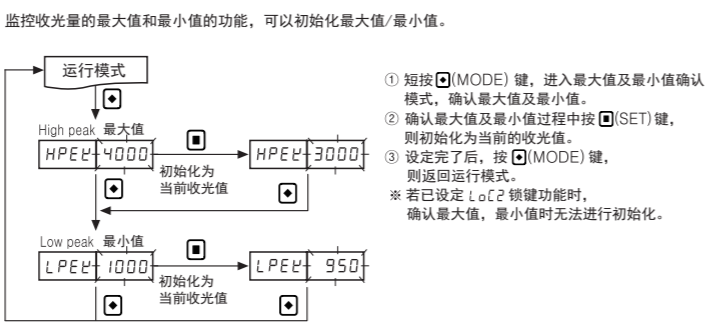 监控收光量的最大值和最小值的功能，可以初始化最大值/最小值。
运行模式
High peak 最大值
HPEK 4000
初始化为
当前收光值
HPEK 3000
Low peak 最小值
LPEK 1000
初始化为
当前收光值
LPEK 950
① 短按(MODE) 键，进入最大值及最小值确认
模式，确认最大值及最小值。
② 确认最大值及最小值过程中按(SET)键，
则初始化为当前的收光值。
③ 设定完了后，按(MODE) 键，
则返回运行模式。
※ 若已设定 LoC2 锁键功能时，
确认最大值，最小值时无法进行初始化。